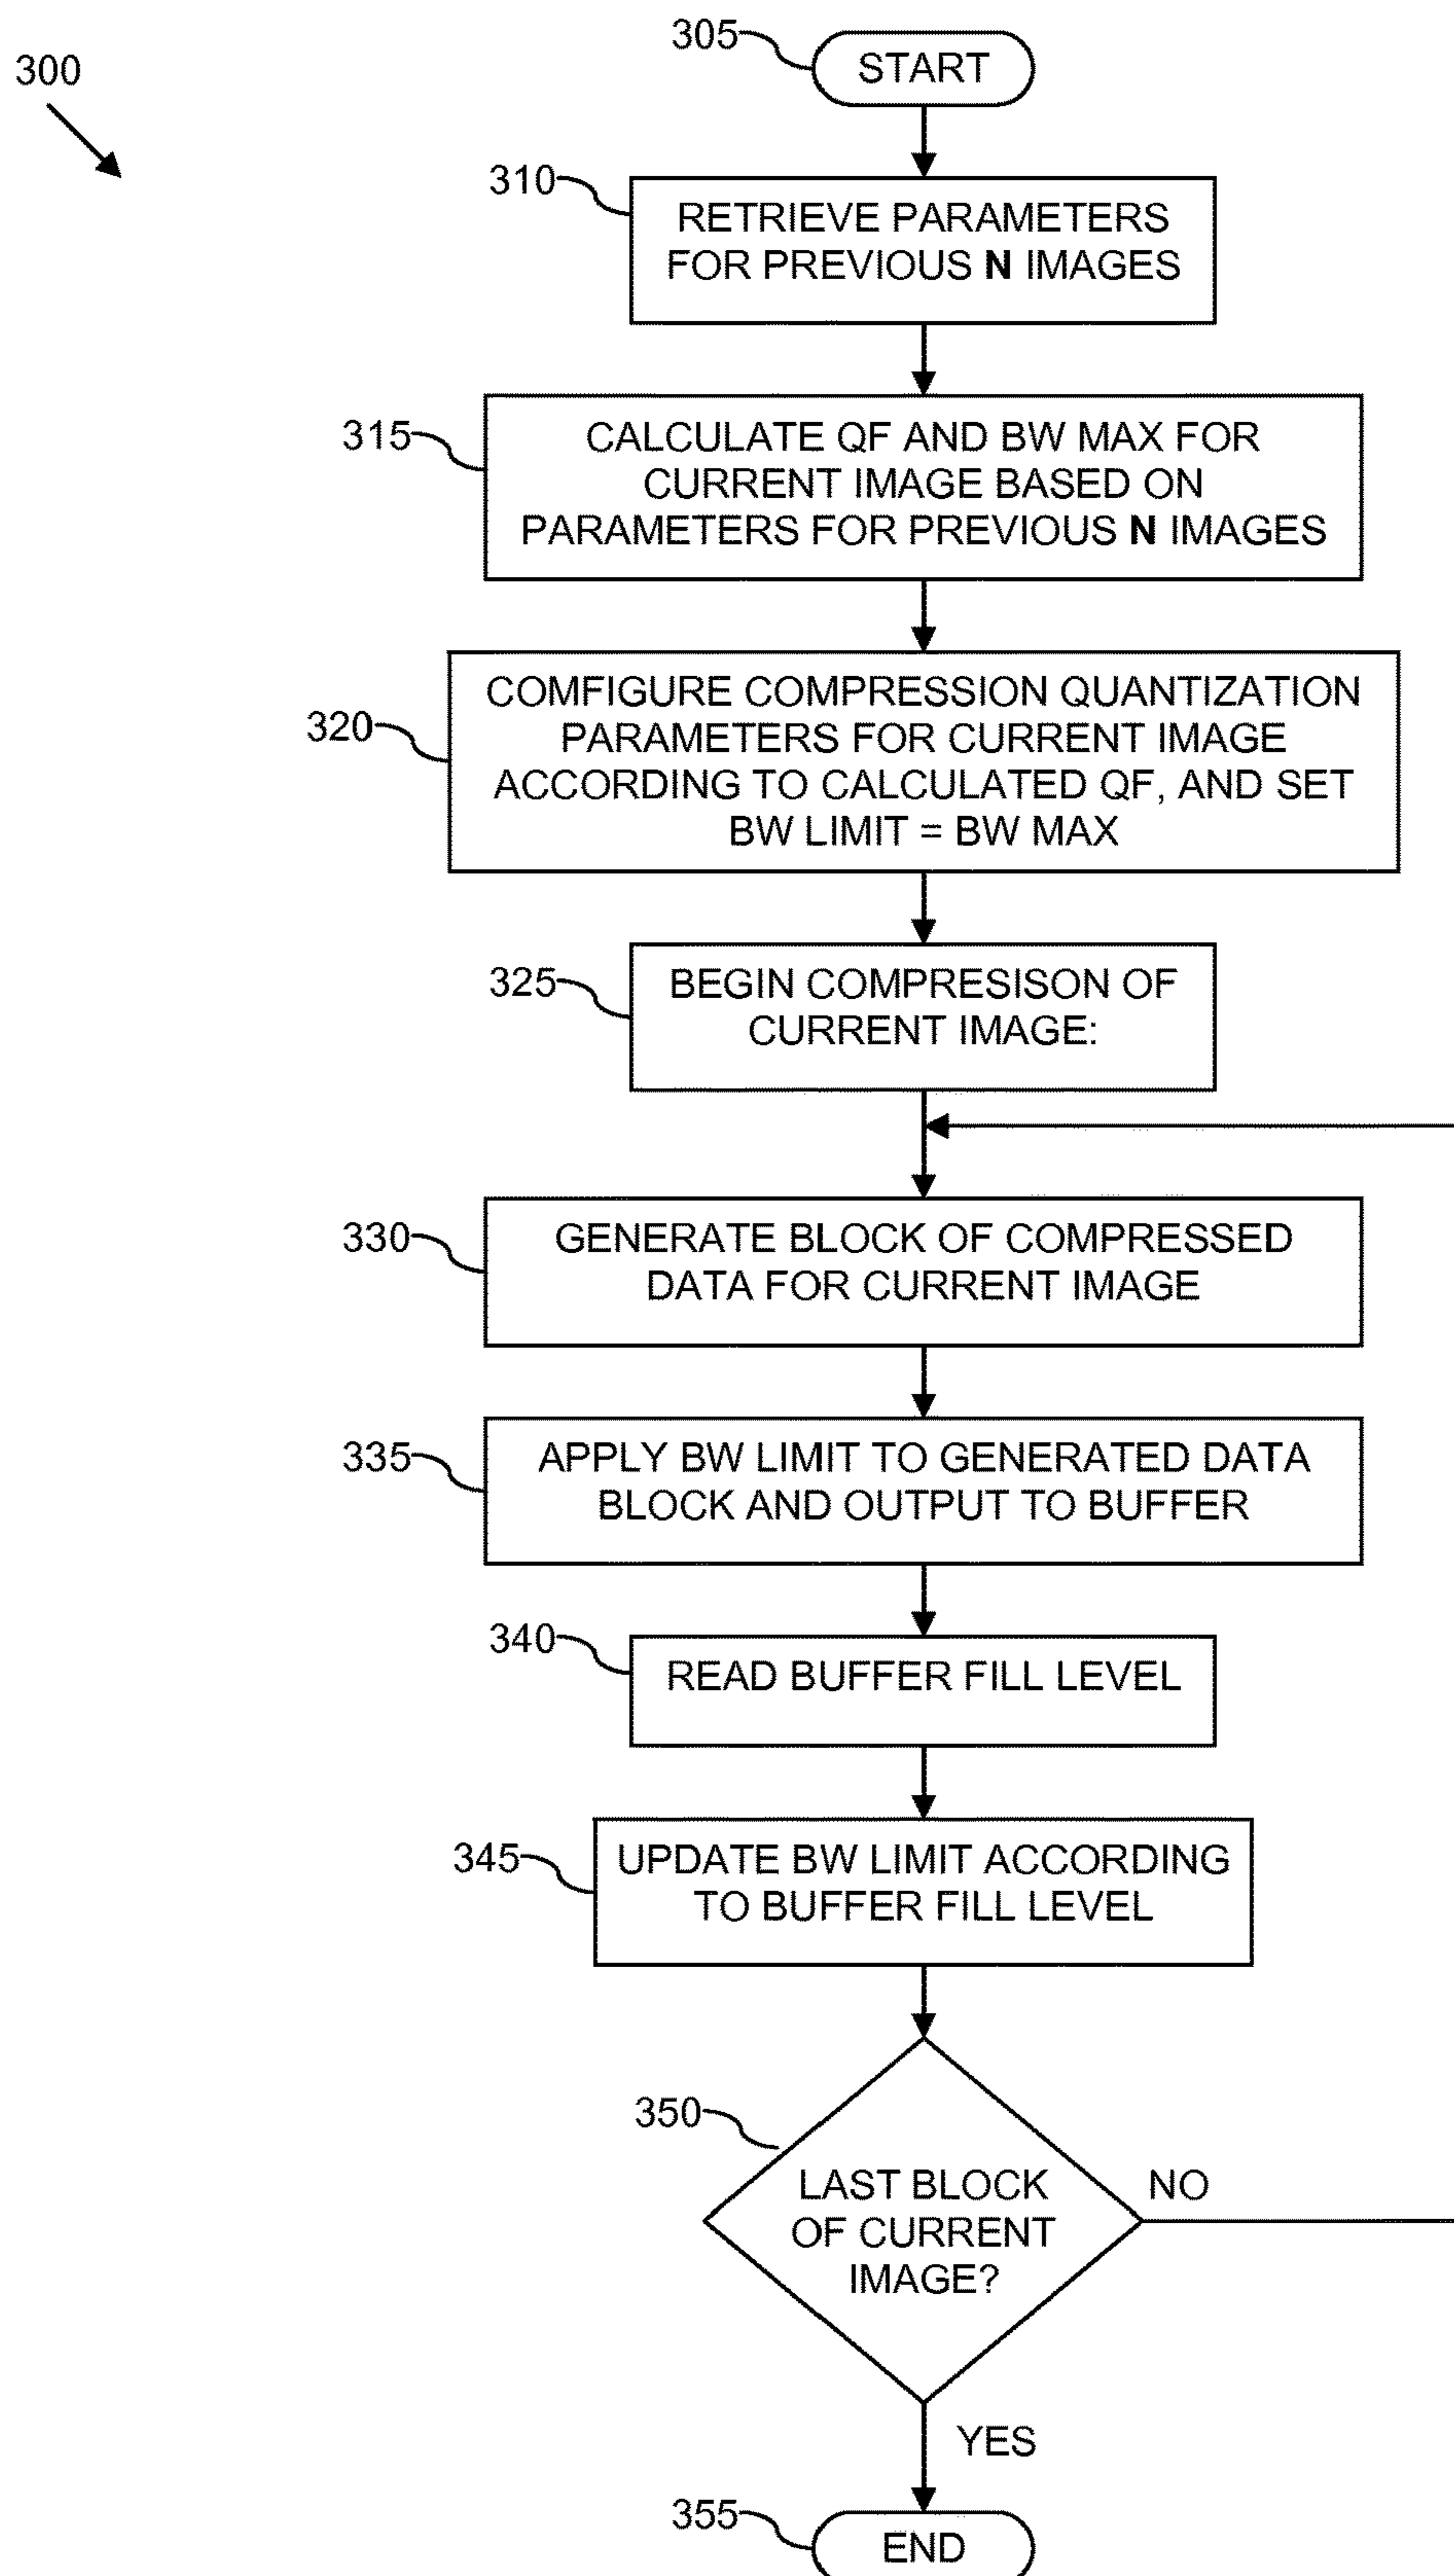 300
305
START
310
RETRIEVE PARAMETERS
FOR PREVIOUS N IMAGES
315
CALCULATE QF AND BW MAX FOR
CURRENT IMAGE BASED ON
PARAMETERS FOR PREVIOUS N IMAGES
320
COMFIGURE COMPRESSION QUANTIZATION
PARAMETERS FOR CURRENT IMAGE
ACCORDING TO CALCULATED QF, AND SET
BW LIMIT = BW MAX
325
BEGIN COMPRESISON OF
CURRENT IMAGE:
330
GENERATE BLOCK OF COMPRESSED
DATA FOR CURRENT IMAGE
335
APPLY BW LIMIT TO GENERATED DATA
BLOCK AND OUTPUT TO BUFFER
340
READ BUFFER FILL LEVEL
345
UPDATE BW LIMIT ACCORDING
TO BUFFER FILL LEVEL
350
LAST BLOCK
OF CURRENT
IMAGE?
NO
YES
355
END